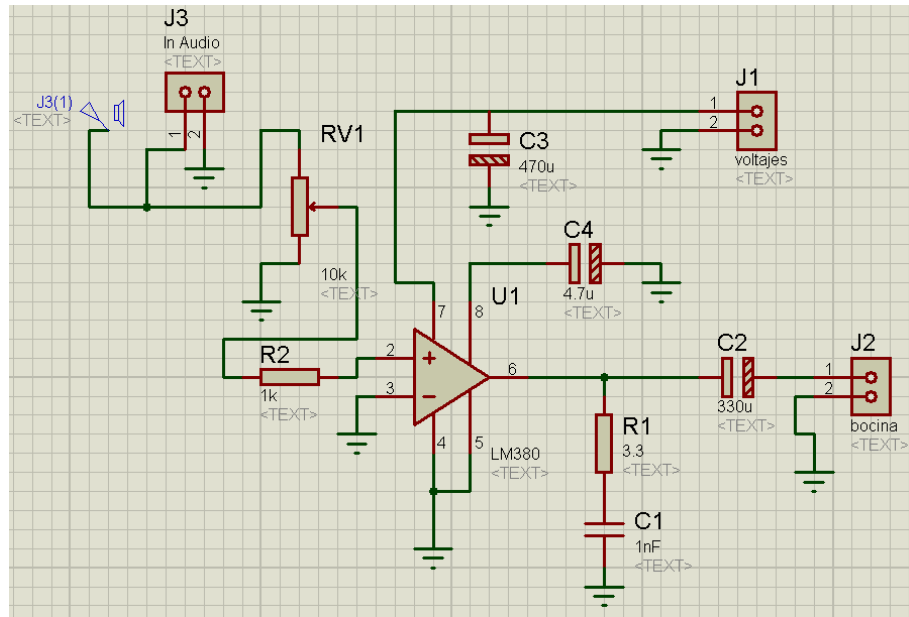 J3
In Audio
<TEXT>
J3(1)
<TEXT>
1
2
RV1
10k
<TEXT>
C3
470u
<TEXT>
J1
1
2
voltajes
<TEXT>
C4
4.7u
<TEXT>
U1
7
8
R2
1k
<TEXT>
2
+
3
−
6
4
5
LM380
<TEXT>
C2
330u
<TEXT>
J2
1
2
bocina
<TEXT>
R1
3.3
<TEXT>
C1
1nF
<TEXT>